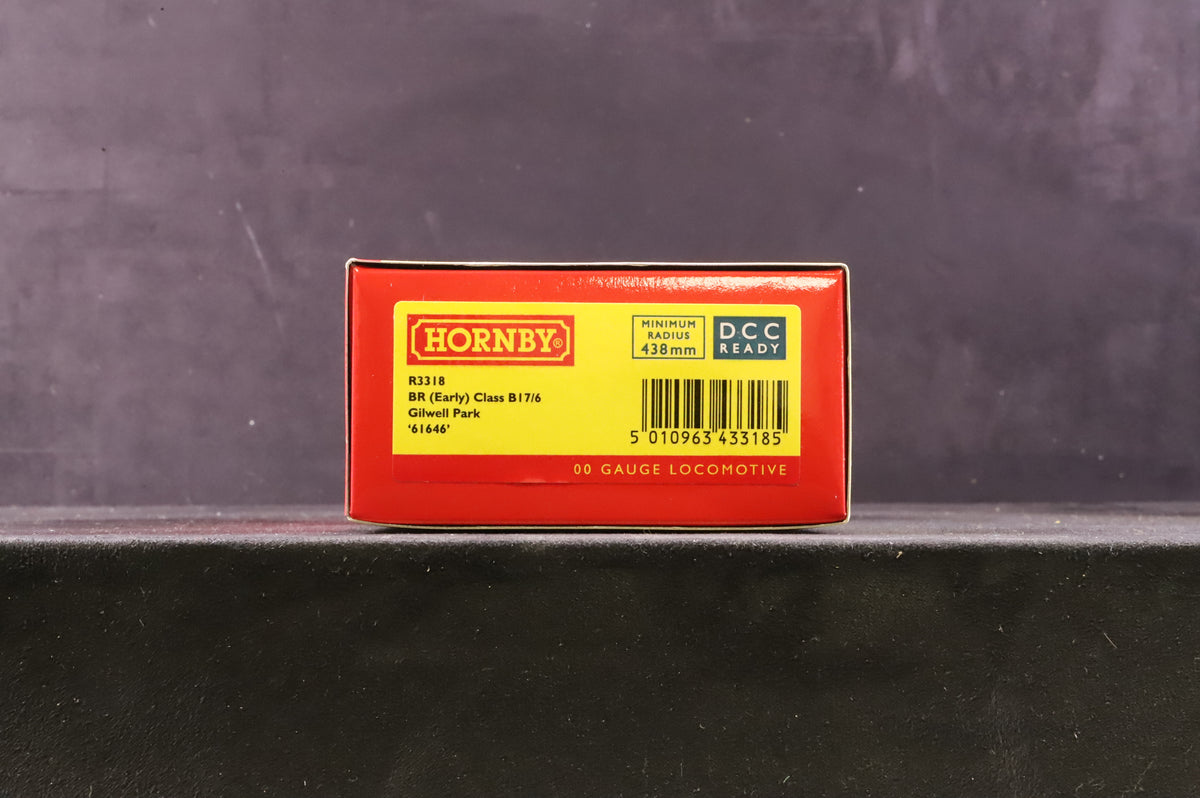 HORNBY®
MINIMUM
RADIUS
438mm
DCC
READY
R3318
BR (Early) Class B17/6
Gilwell Park
‘61646’
5 010963 433185
00 GAUGE LOCOMOTIVE